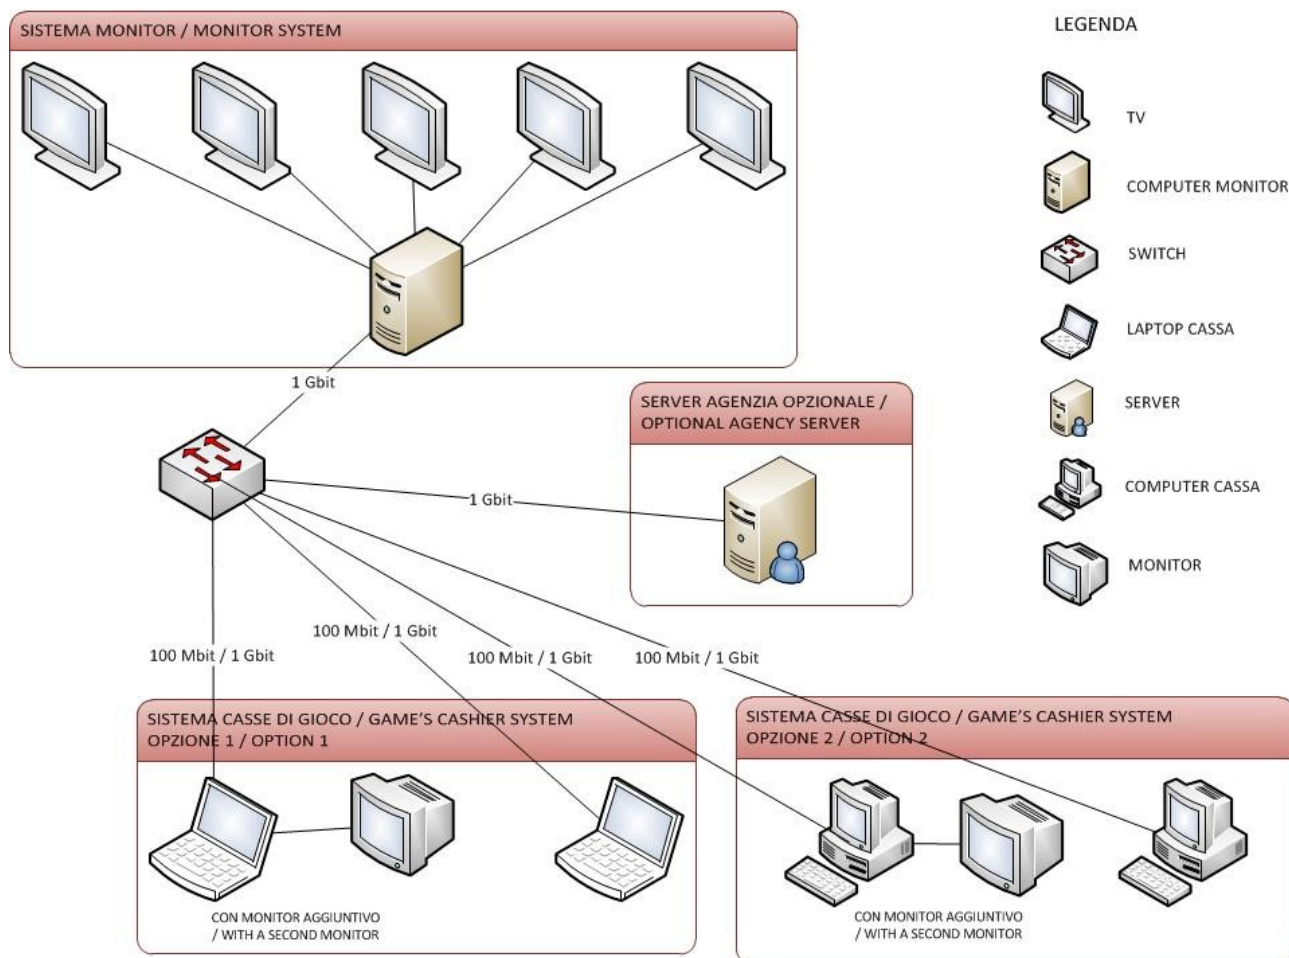 SISTEMA MONITOR / MONITOR SYSTEM
LEGENDA
TV
COMPUTER MONITOR
SWITCH
LAPTOP CASSA
SERVER
COMPUTER CASSA
MONITOR
1 Gbit
SERVER AGENZIA OPZIONALE /
OPTIONAL AGENCY SERVER
1 Gbit
100 Mbit / 1 Gbit
100 Mbit / 1 Gbit
100 Mbit / 1 Gbit
100 Mbit / 1 Gbit
SISTEMA CASSE DI GIOCO / GAME'S CASHIER SYSTEM
OPZIONE 1 / OPTION 1
CON MONITOR AGGIUNTIVO
/ WITH A SECOND MONITOR
SISTEMA CASSE DI GIOCO / GAME'S CASHIER SYSTEM
OPZIONE 2 / OPTION 2
CON MONITOR AGGIUNTIVO
/ WITH A SECOND MONITOR